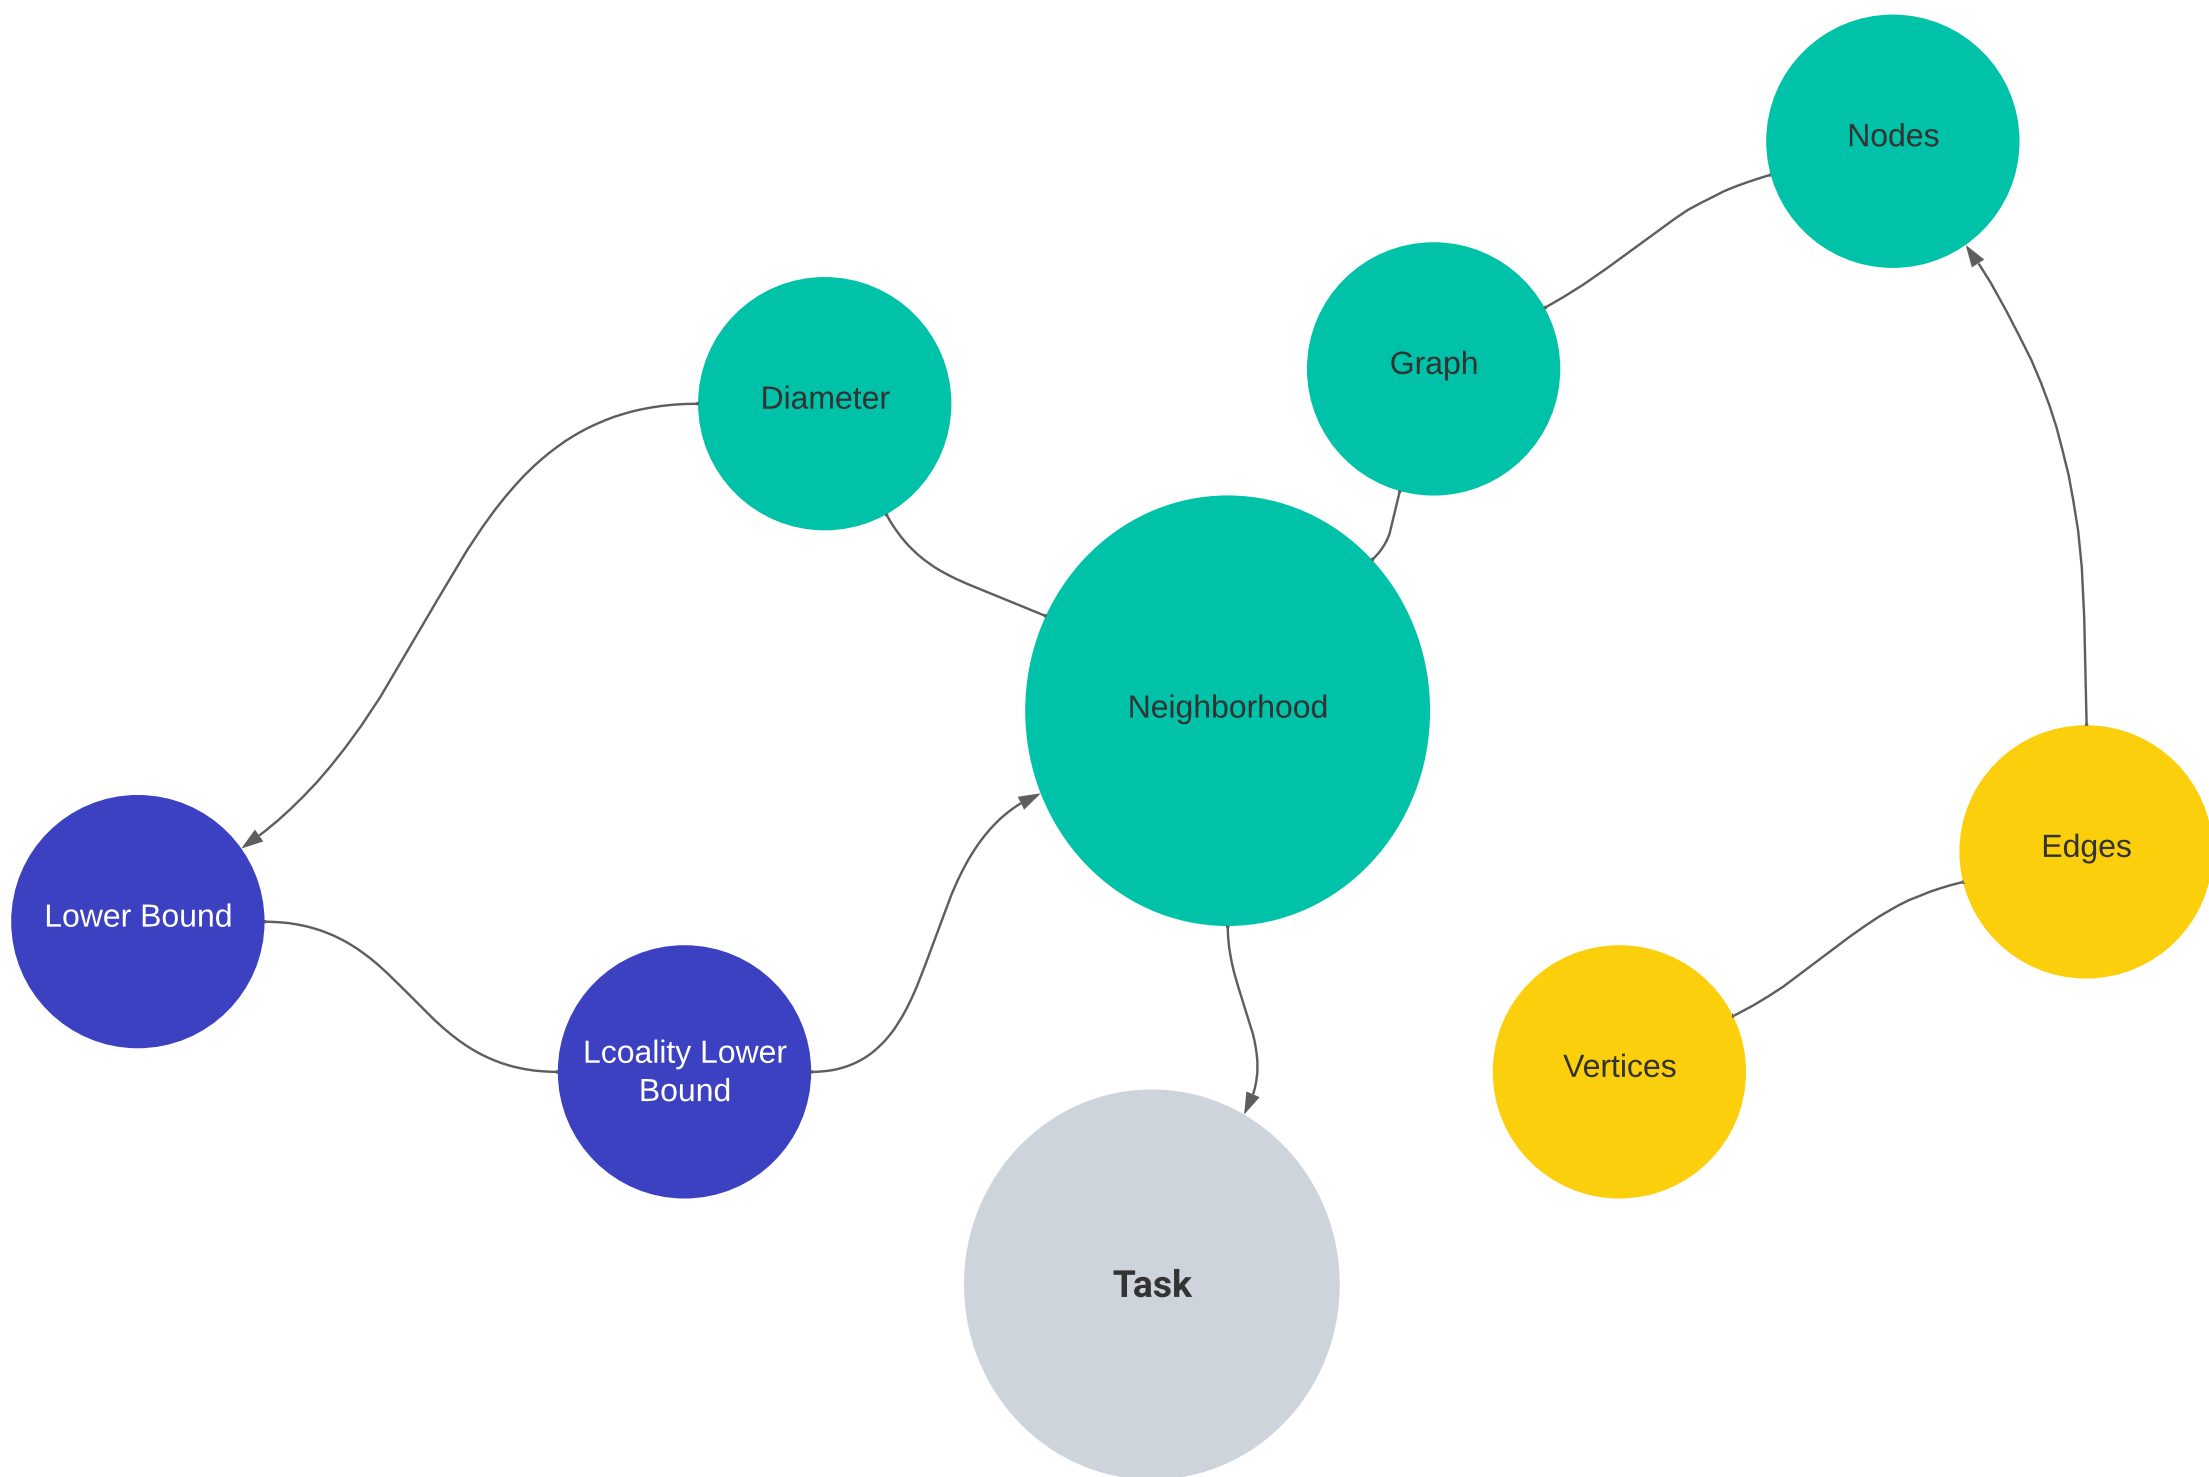 Nodes
Graph
Diameter
Neighborhood
Edges
Lower Bound
Lcoality Lower
Bound
Vertices
Task